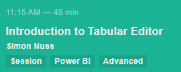 11:15 AM — 45 min
Introduction to Tabular Editor
Simon Nuss
Session Power BI Advanced